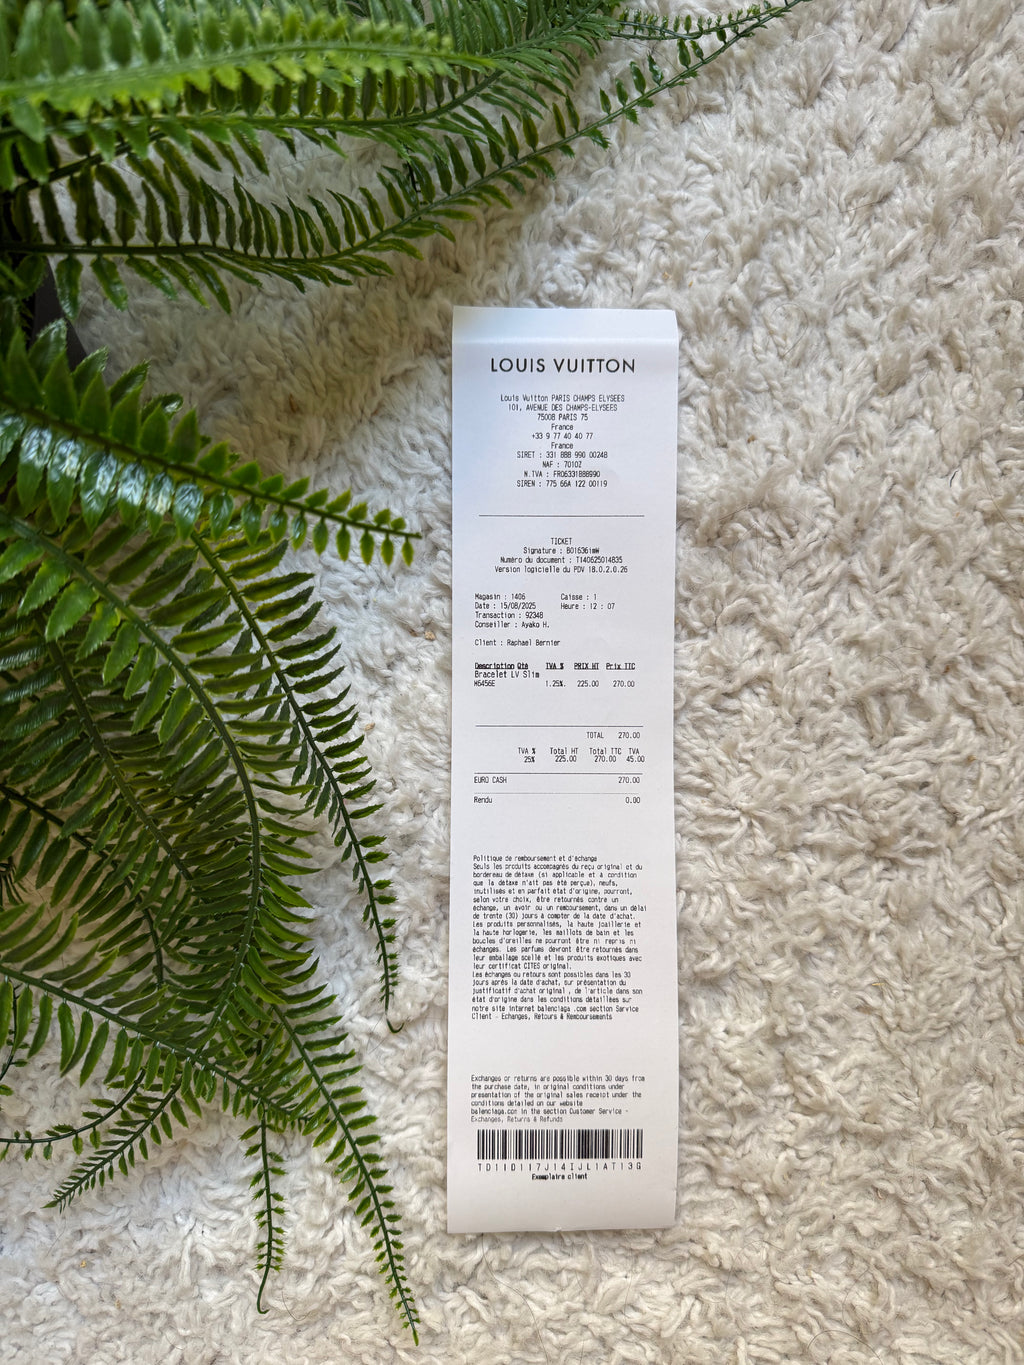 LOUIS VUITTON
Louis Vuitton PARIS CHAMPS ELYSEES
101, AVENUE DES CHAMPS-ELYSEES
75008 PARIS 75
France
+33 9 77 40 40 77
France
SIRET : 331 888 990 00248
NAF : 7010Z
N.TVA : FR06331888990
SIREN : 775 66A 122 00119
TICKET
Signature : B01636imW
Numéro du document : T140625014835
Version logicielle du PDV 18.0.2.0.26
Magasin : 1406 Caisse : 1
Date : 15/08/2025 Heure : 12 : 07
Transaction : 92348
Conseiller : Ayako H.
Client : Raphael Bernier
Description Qté TVA % PRIX HT Prix TTC
Bracelet LV Slim
M6456E 1.25%. 225.00 270.00
TOTAL 270.00
TVA % Total HT Total TTC TVA
25% 225.00 270.00 45.00
EURO CASH 270.00
Rendu 0.00
Politique de remboursement et d'échange
Seuls les produits accompagnés du reçu original et du
bordereau de détaxe (si applicable et à condition
que la détaxe n'ait pas été perçue), neufs,
inutilisés et en parfait état d'origine, pourront,
selon votre choix, être retournés contre un
échange, un avoir ou un remboursement, dans un délai
de trente (30) jours à compter de la date d'achat.
Les produits personnalisés, la haute joaillerie et
la haute horlogerie, les maillots de bain et les
boucles d'oreilles ne pourront être ni repris ni
échangés. Les parfums devront être retournés dans
leur emballage scellé et les produits exotiques avec
leur certificat CITES original.
Les échanges ou retours sont possibles dans les 30
jours après la date d'achat, sur présentation du
justificatif d'achat original , de l'article dans son
état d'origine dans les conditions détaillées sur
notre site internet balenciaga .com section Service
Client - Echanges, Retours & Remboursements
Exchanges or returns are possible within 30 days from
the purchase date, in original conditions under
presentation of the original sales receipt under the
conditions detailed on our website
balenciaga.com in the section Customer Service -
Exchanges, Returns & Refunds
TD110117J14IJL1AT13G
Exemplaire client